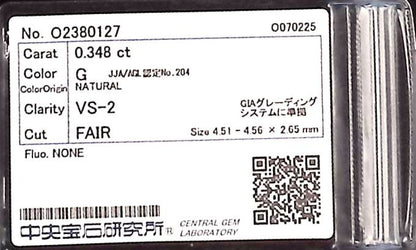 No. O2380127 O070225
Carat 0.348 ct
Color G JJA/AGL認定No.204
ColorOrigin NATURAL
Clarity VS-2 GIAグレーディング
システムに準拠
Cut FAIR Size 4.51 - 4.56 × 2.65 mm
Fluo. NONE
中央宝石研究所® CENTRAL GEM
LABORATORY